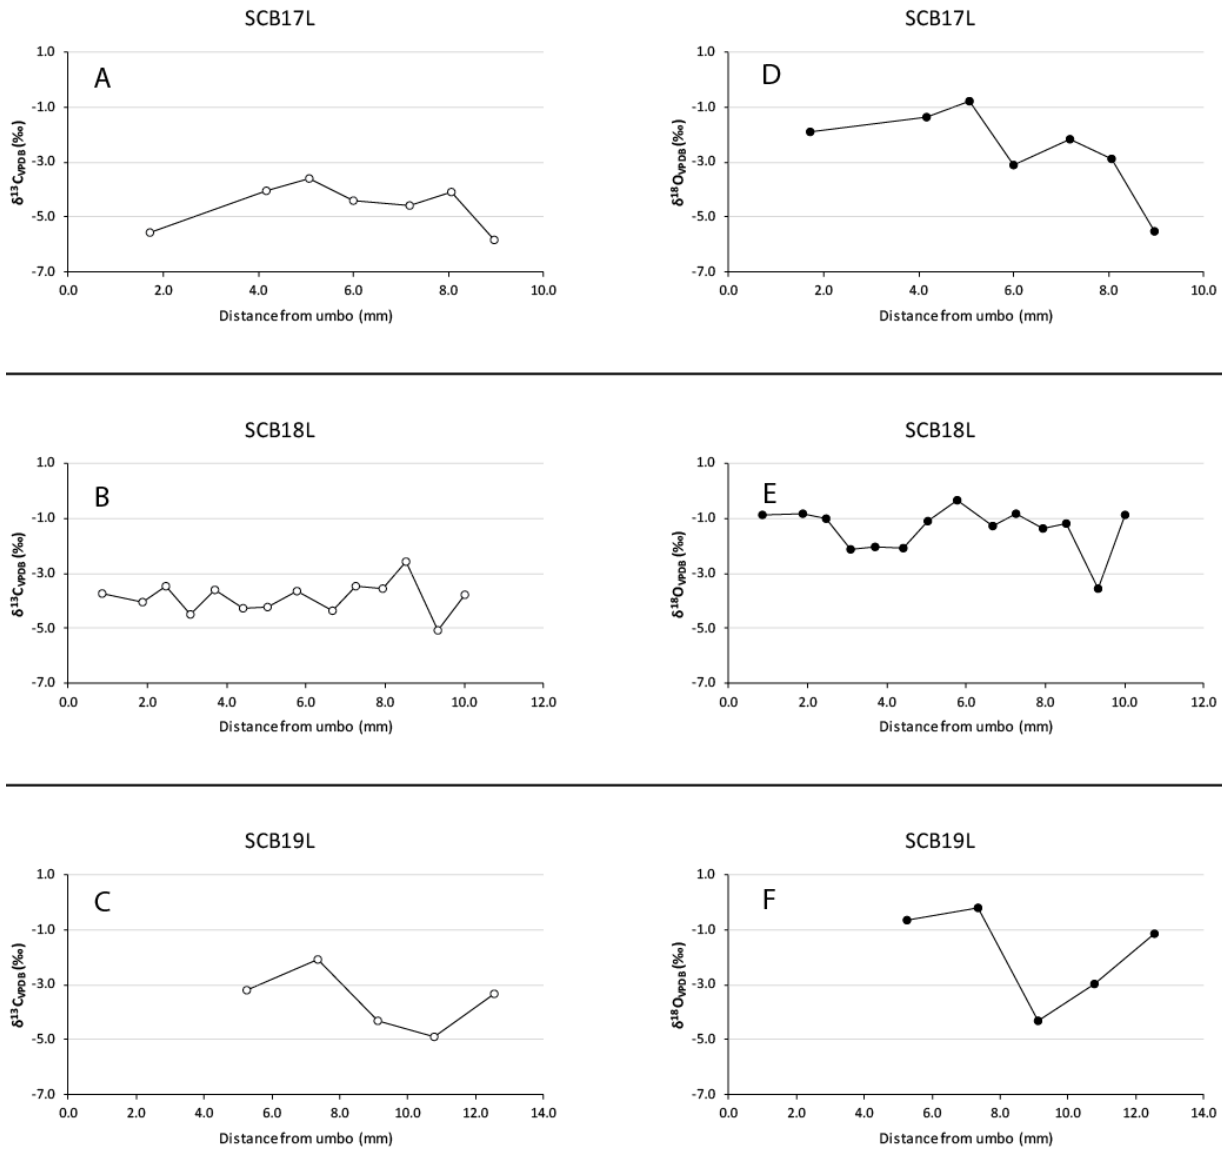 SCB17L
A
1.0
-1.0
-3.0
-5.0
-7.0
δ¹³C_VPDB (‰)
0.0 2.0 4.0 6.0 8.0 10.0
Distance from umbo (mm)
SCB17L
D
1.0
-1.0
-3.0
-5.0
-7.0
δ¹⁸O_VPDB (‰)
0.0 2.0 4.0 6.0 8.0 10.0
Distance from umbo (mm)
SCB18L
B
1.0
-1.0
-3.0
-5.0
-7.0
δ¹³C_VPDB (‰)
0.0 2.0 4.0 6.0 8.0 10.0 12.0
Distance from umbo (mm)
SCB18L
E
1.0
-1.0
-3.0
-5.0
-7.0
δ¹⁸O_VPDB (‰)
0.0 2.0 4.0 6.0 8.0 10.0 12.0
Distance from umbo (mm)
SCB19L
C
1.0
-1.0
-3.0
-5.0
-7.0
δ¹³C_VPDB (‰)
0.0 2.0 4.0 6.0 8.0 10.0 12.0 14.0
Distance from umbo (mm)
SCB19L
F
1.0
-1.0
-3.0
-5.0
-7.0
δ¹⁸O_VPDB (‰)
0.0 2.0 4.0 6.0 8.0 10.0 12.0 14.0
Distance from umbo (mm)